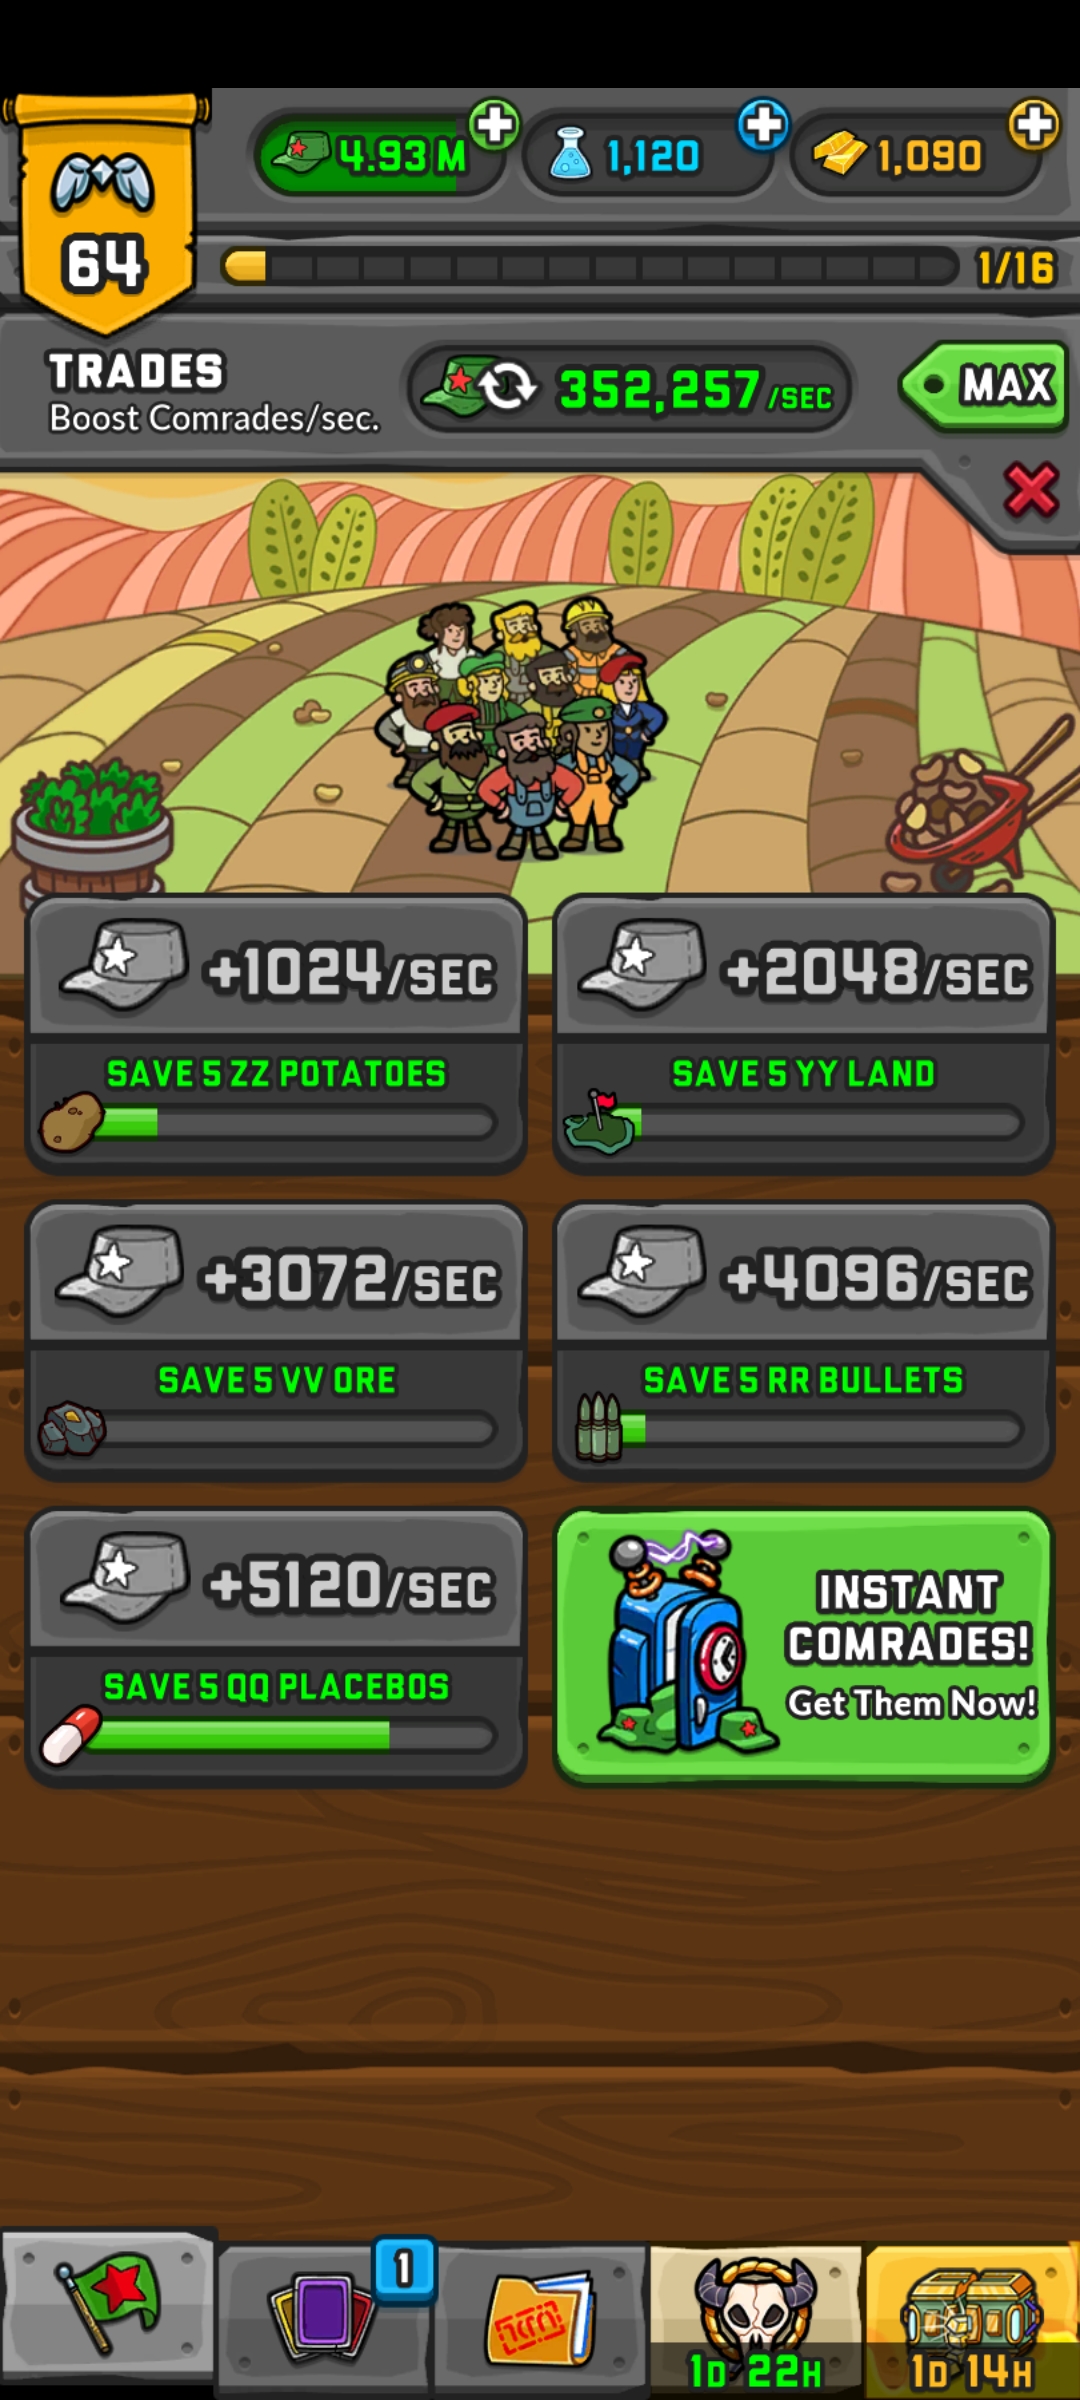 4.93 M
1,120
1,090
64
1/16
TRADES
Boost Comrades/sec.
352,257/SEC
MAX
+1024/SEC
SAVE 5 ZZ POTATOES
+2048/SEC
SAVE 5 YY LAND
+3072/SEC
SAVE 5 VV ORE
+4096/SEC
SAVE 5 RR BULLETS
+5120/SEC
SAVE 5 QQ PLACEBOS
INSTANT
COMRADES!
Get Them Now!
1
1D 22H
1D 14H